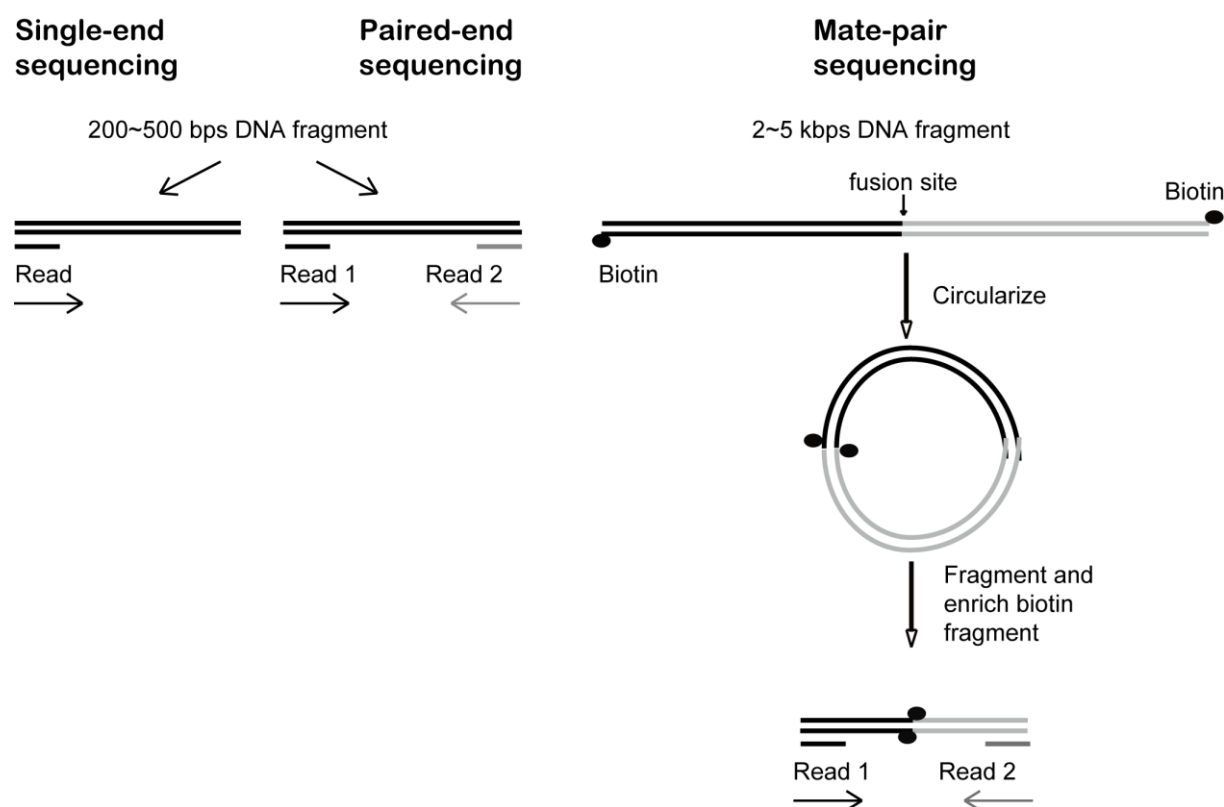 Single-end
sequencing
Paired-end
sequencing
Mate-pair
sequencing
200~500 bps DNA fragment
2~5 kbps DNA fragment
fusion site
Biotin
Read
Read 1
Read 2
Biotin
Circularize
Fragment and
enrich biotin
fragment
Read 1
Read 2